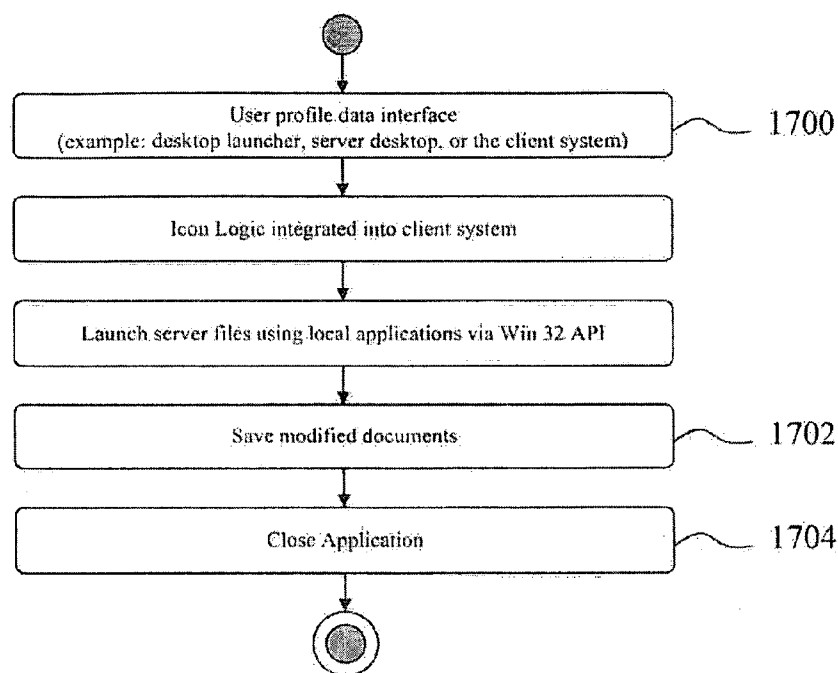 User profile data interface
(example: desktop launcher, server desktop, or the client system)
1700
Icon Logic integrated into client system
Launch server files using local applications via Win 32 API
Save modified documents
1702
Close Application
1704